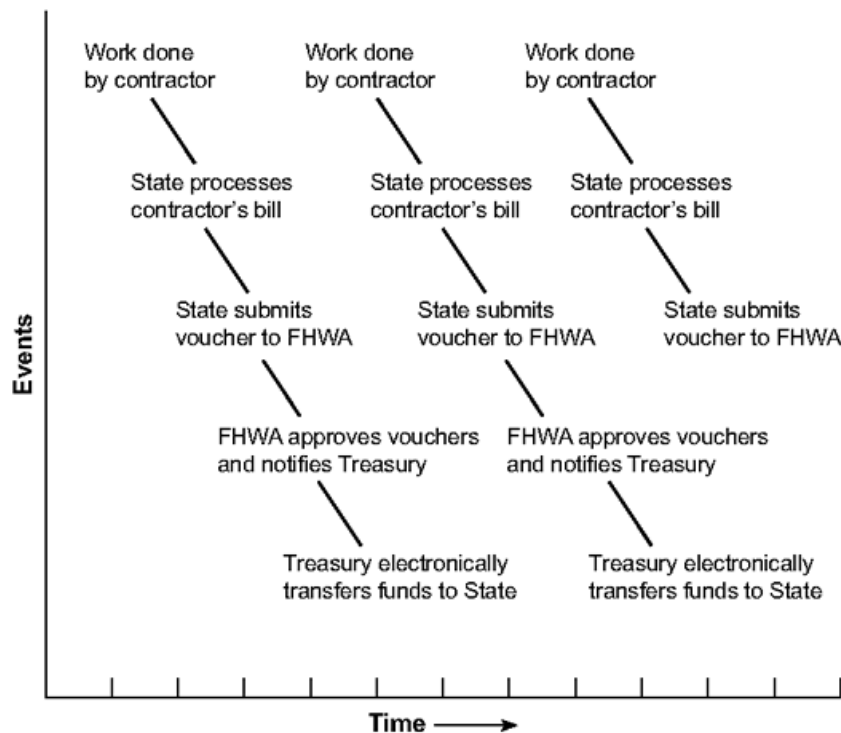 Work done
by contractor
Work done
by contractor
Work done
by contractor
State processes
contractor's bill
State processes
contractor's bill
State processes
contractor's bill
State submits
voucher to FHWA
State submits
voucher to FHWA
State submits
voucher to FHWA
FHWA approves vouchers
and notifies Treasury
FHWA approves vouchers
and notifies Treasury
Treasury electronically
transfers funds to State
Treasury electronically
transfers funds to State
Events
Time